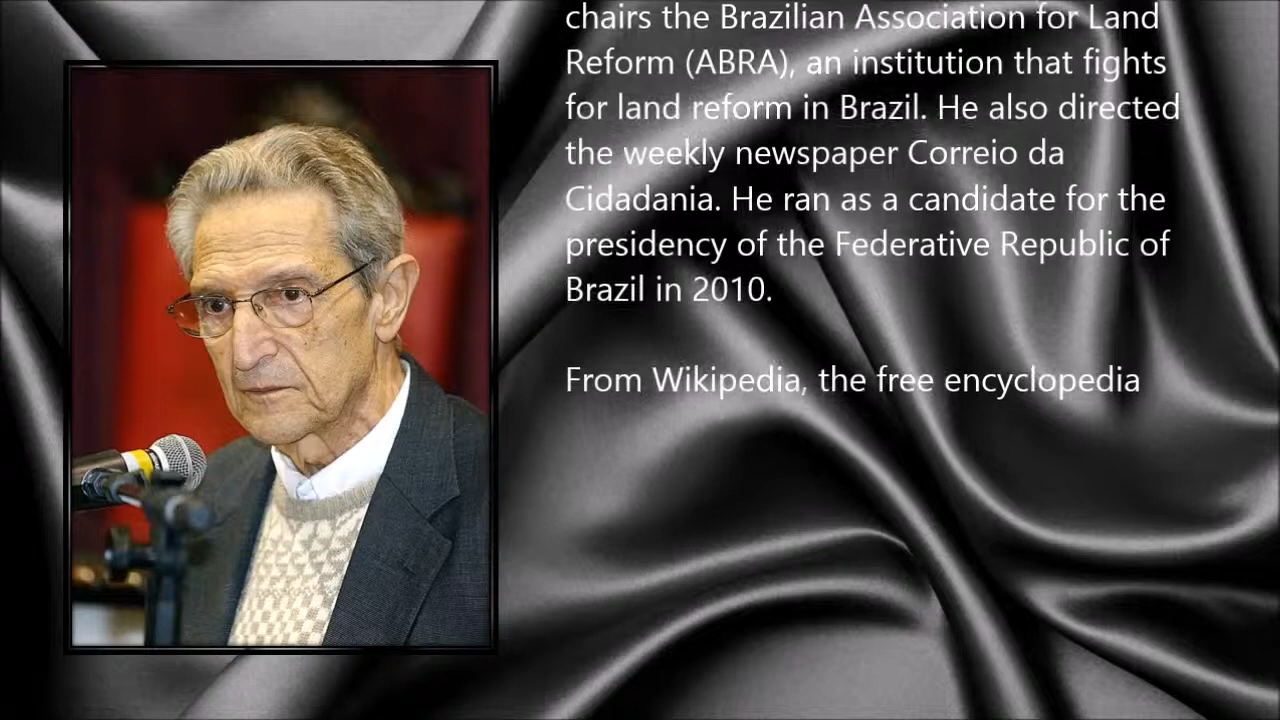 chairs the Brazilian Association for Land
Reform (ABRA), an institution that fights
for land reform in Brazil. He also directed
the weekly newspaper Correio da
Cidadania. He ran as a candidate for the
presidency of the Federative Republic of
Brazil in 2010.
From Wikipedia, the free encyclopedia